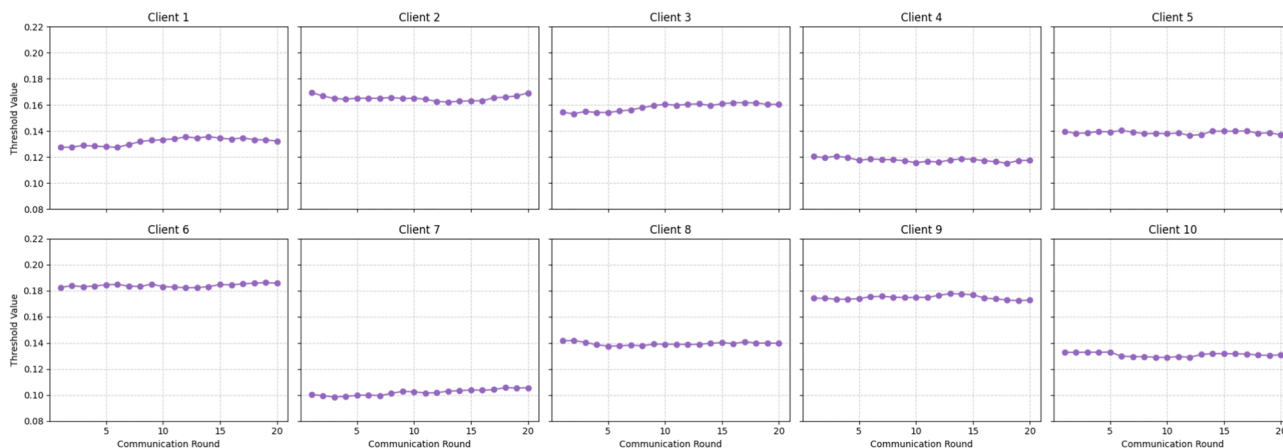 Client 1
Client 2
Client 3
Client 4
Client 5
0.22
0.20
0.18
0.16
0.14
0.12
0.10
0.08
Threshold Value
Client 6
Client 7
Client 8
Client 9
Client 10
0.22
0.20
0.18
0.16
0.14
0.12
0.10
0.08
Threshold Value
5 10 15 20
5 10 15 20
5 10 15 20
5 10 15 20
5 10 15 20
Communication Round
Communication Round
Communication Round
Communication Round
Communication Round